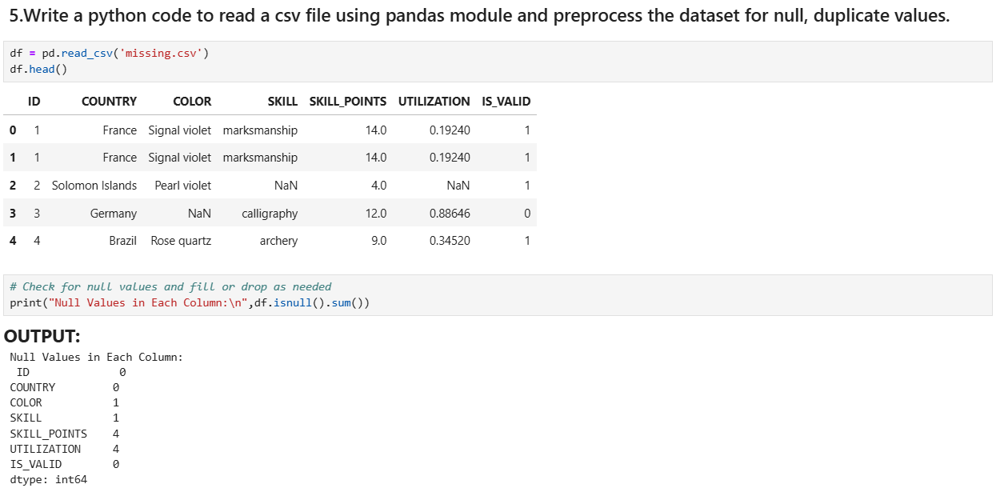 5.Write a python code to read a csv file using pandas module and preprocess the dataset for null, duplicate values.
df = pd.read_csv('missing.csv')
df.head()
ID COUNTRY COLOR SKILL SKILL_POINTS UTILIZATION IS_VALID
0 1 France Signal violet marksmanship 14.0 0.19240 1
1 1 France Signal violet marksmanship 14.0 0.19240 1
2 2 Solomon Islands Pearl violet NaN 4.0 NaN 1
3 3 Germany NaN calligraphy 12.0 0.88646 0
4 4 Brazil Rose quartz archery 9.0 0.34520 1
# Check for null values and fill or drop as needed
print("Null Values in Each Column:\n",df.isnull().sum())
OUTPUT:
Null Values in Each Column:
ID 0
COUNTRY 0
COLOR 1
SKILL 1
SKILL_POINTS 4
UTILIZATION 4
IS_VALID 0
dtype: int64